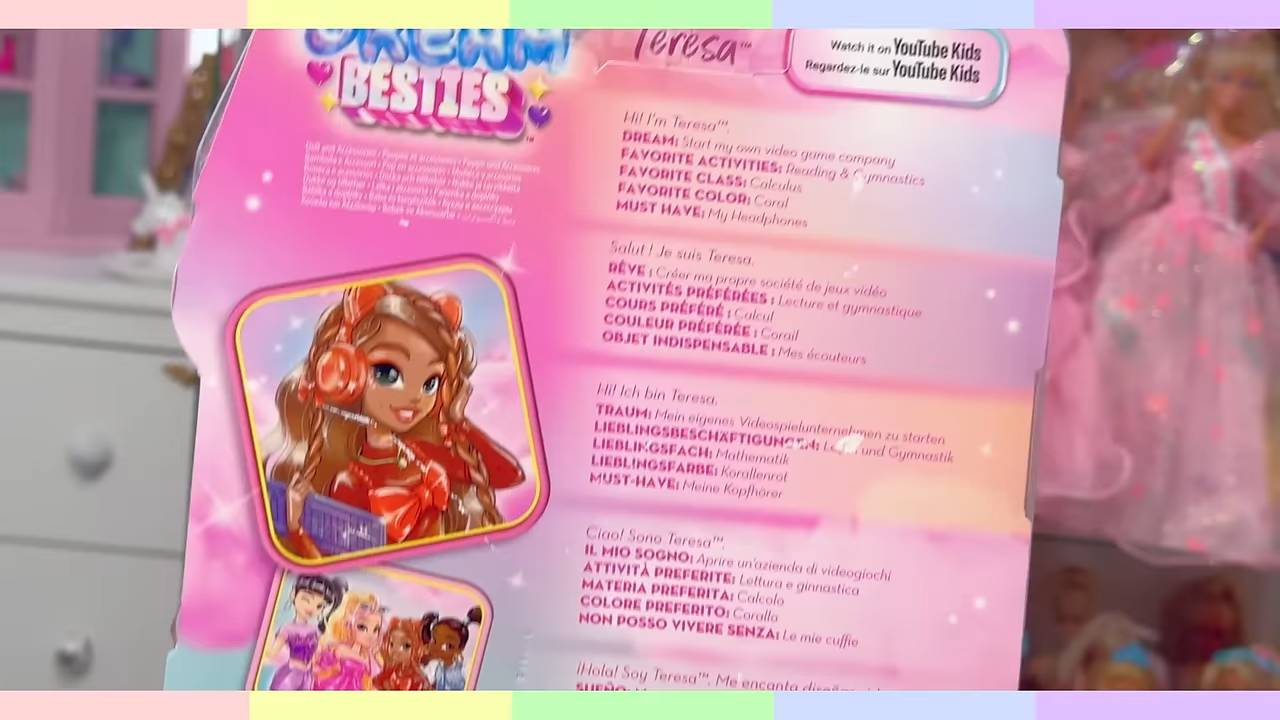 DREAM
BESTIES
Teresa™
Watch it on YouTube Kids
Regardez-le sur YouTube Kids
Hi! I'm Teresa™.
DREAM: Start my own video game company
FAVORITE ACTIVITIES: Reading & Gymnastics
FAVORITE CLASS: Calculus
FAVORITE COLOR: Coral
MUST HAVE: My Headphones
Salut ! Je suis Teresa.
RÊVE : Créer ma propre société de jeux vidéo
ACTIVITÉS PRÉFÉRÉES : Lecture et gymnastique
COURS PRÉFÉRÉ : Calcul
COULEUR PRÉFÉRÉE : Corail
OBJET INDISPENSABLE : Mes écouteurs
Hi! Ich bin Teresa.
TRAUM: Mein eigenes Videospielunternehmen zu starten
LIEBLINGSBESCHÄFTIGUNGEN: und Gymnastik
LIEBLINGSFACH: Mathematik
LIEBLINGSFARBE: Korallenrot
MUST-HAVE: Meine Kopfhörer
Ciao! Sono Teresa™.
IL MIO SOGNO: Aprire un'azienda di videogiochi
ATTIVITÀ PREFERITE: Lettura e ginnastica
MATERIA PREFERITA: Calcolo
COLORE PREFERITO: Corallo
NON POSSO VIVERE SENZA: Le mie cuffie
¡Hola! Soy Teresa™. Me encanta
SUEÑO: